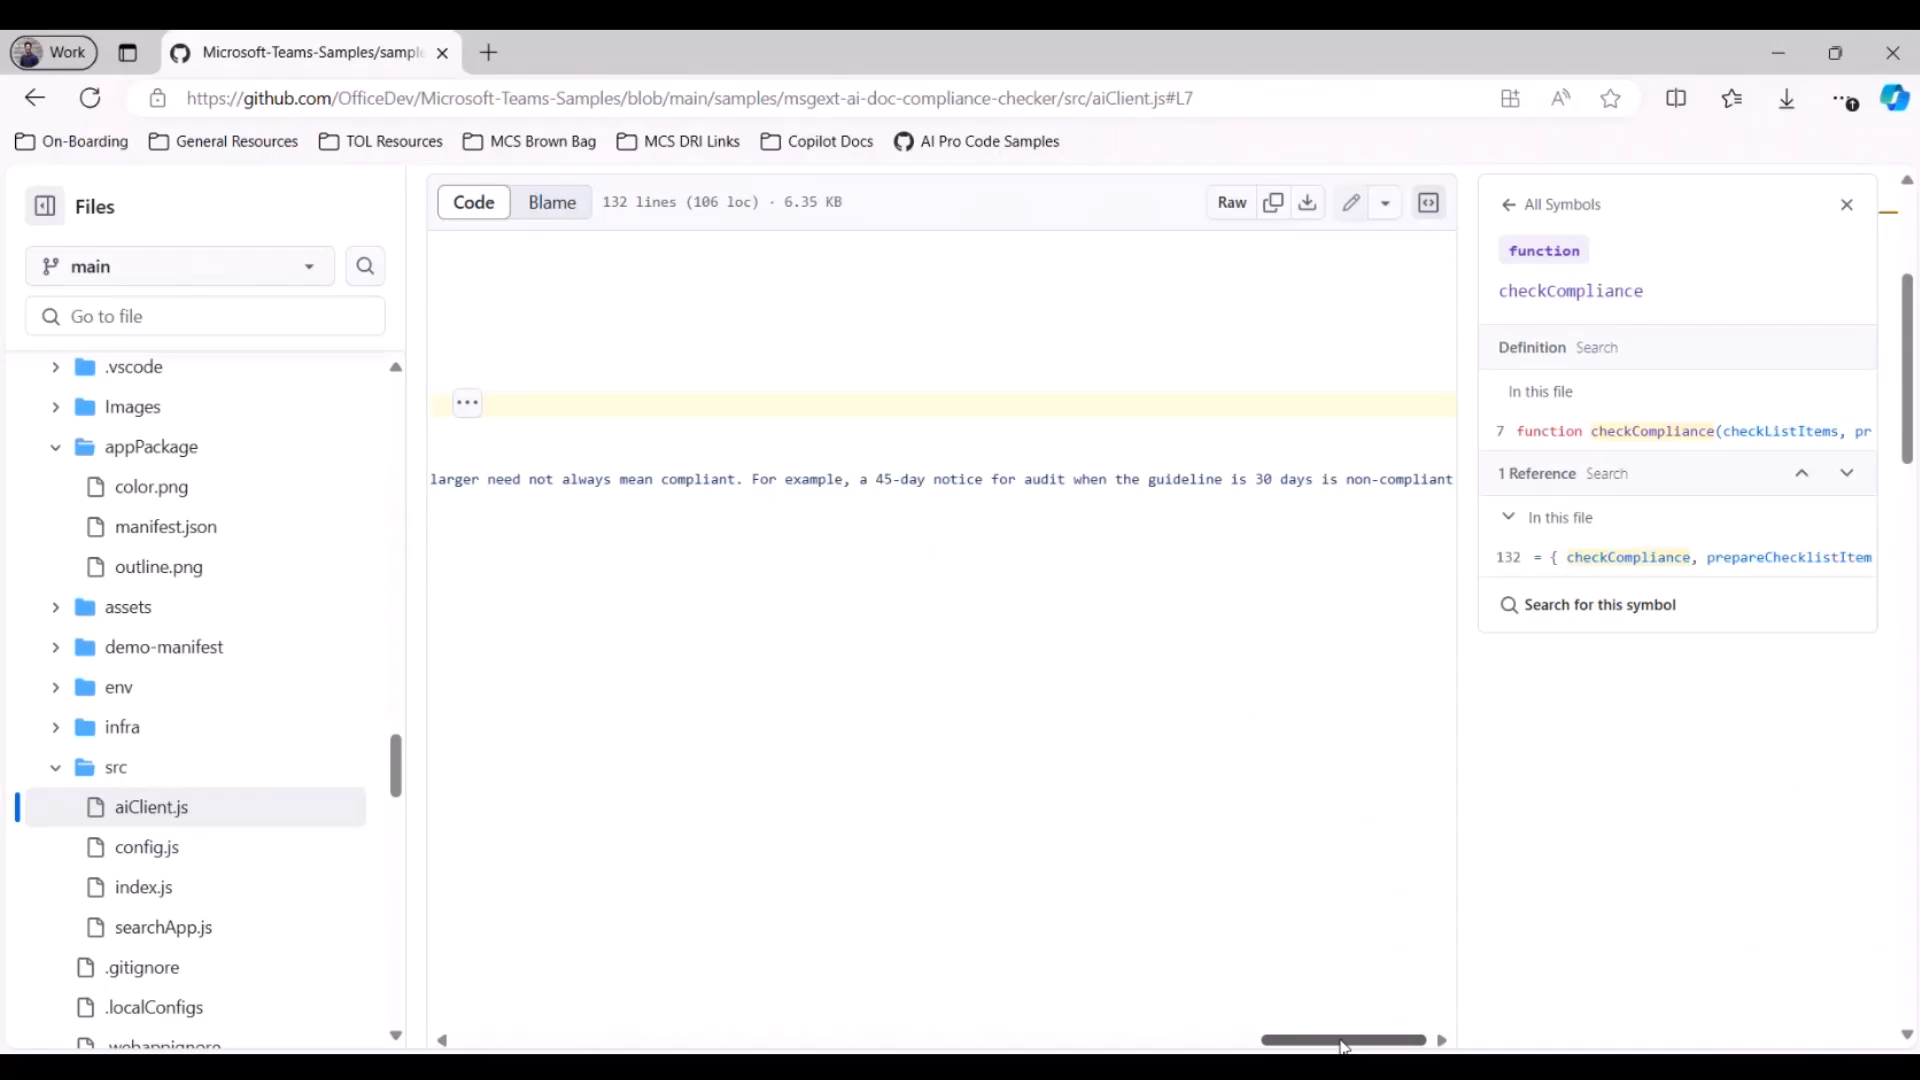 Work
Microsoft-Teams-Samples/sampl
https://github.com/OfficeDev/Microsoft-Teams-Samples/blob/main/samples/msgext-ai-doc-compliance-checker/src/aiClient.js#L7
On-Boarding
General Resources
TOL Resources
MCS Brown Bag
MCS DRI Links
Copilot Docs
AI Pro Code Samples
Files
main
Go to file
.vscode
Images
appPackage
color.png
manifest.json
outline.png
assets
demo-manifest
env
infra
src
aiClient.js
config.js
index.js
searchApp.js
.gitignore
.localConfigs
.webappignore
Code
Blame
132 lines (106 loc) · 6.35 KB
Raw
larger need not always mean compliant. For example, a 45-day notice for audit when the guideline is 30 days is non-compliant
All Symbols
function
checkCompliance
Definition Search
In this file
7 function checkCompliance(checkListItems, pr
1 Reference Search
In this file
132 = { checkCompliance, prepareChecklistItem
Search for this symbol